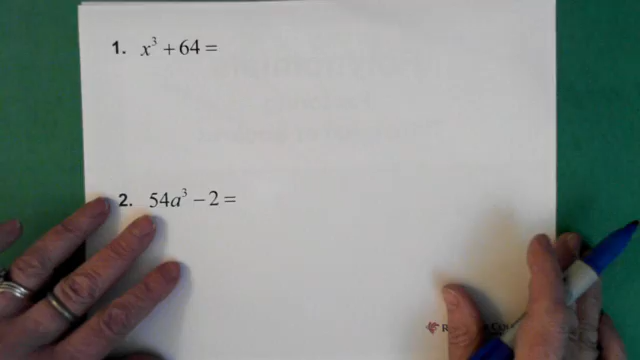 1. x³ + 64 =
2. 54a³ − 2 =